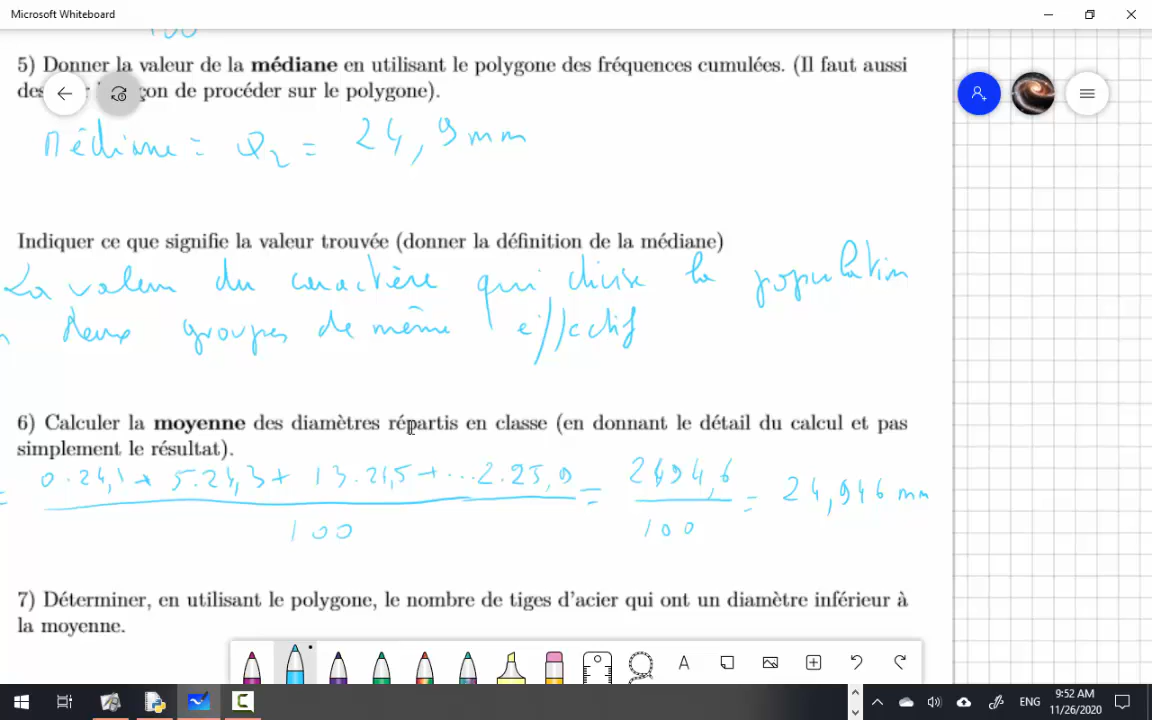 Microsoft Whiteboard
100
5) Donner la valeur de la médiane en utilisant le polygone des fréquences cumulées. (Il faut aussi
de procéder sur le polygone).
Médiane = Q2 = 24,9 mm
Indiquer ce que signifie la valeur trouvée (donner la définition de la médiane)
La valeur du caractère qui divise la population
deux groupes de même effectif
6) Calculer la moyenne des diamètres répartis en classe (en donnant le détail du calcul et pas
simplement le résultat).
= 0.24,1 + 5.24,3 + 13.24,5 + ...2.25,9 / 100 = 2494,6 / 100 = 24,946 mm
7) Déterminer, en utilisant le polygone, le nombre de tiges d'acier qui ont un diamètre inférieur à
la moyenne.
A
ENG
9:52 AM
11/26/2020